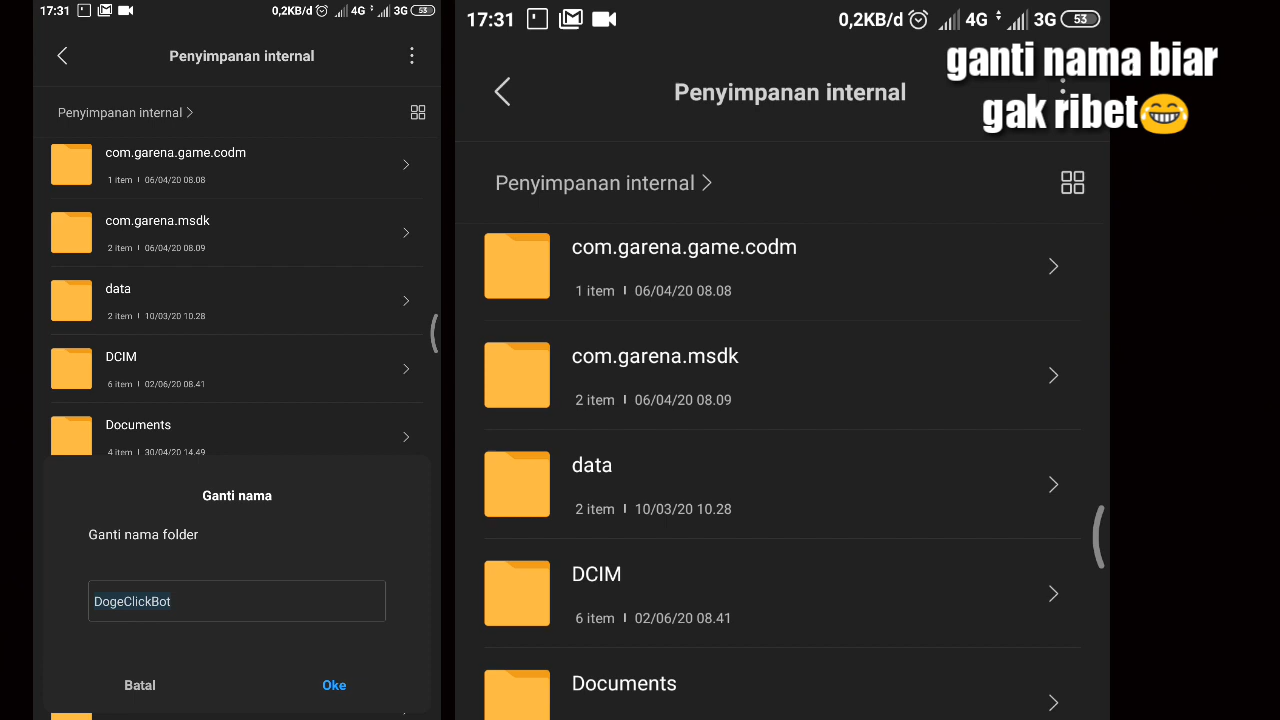 17:31
0,2KB/d 4G 3G 53
Penyimpanan internal
Penyimpanan internal
com.garena.game.codm
1 item 06/04/20 08.08
com.garena.msdk
2 item 06/04/20 08.09
data
2 item 10/03/20 10.28
DCIM
6 item 02/06/20 08.41
Documents
4 item 30/04/20 14.49
Ganti nama
Ganti nama folder
DogeClickBot
Batal Oke
17:31
0,2KB/d 4G 3G 53
ganti nama biar
gak ribet😂
Penyimpanan internal
Penyimpanan internal
com.garena.game.codm
1 item 06/04/20 08.08
com.garena.msdk
2 item 06/04/20 08.09
data
2 item 10/03/20 10.28
DCIM
6 item 02/06/20 08.41
Documents